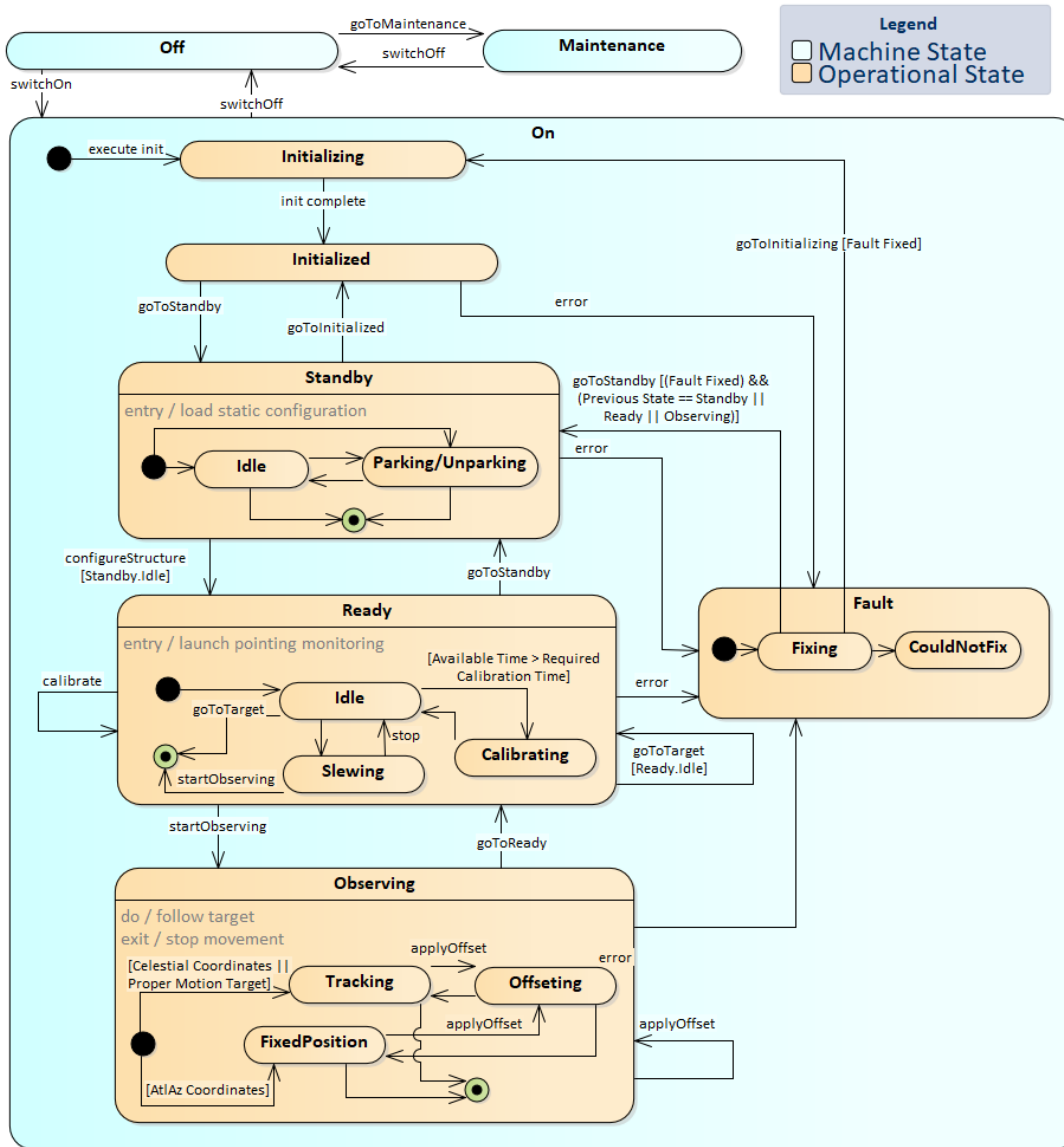 goToMaintenance
Off
Maintenance
switchOff
Legend
Machine State
Operational State
switchOn
switchOff
On
execute init
Initializing
init complete
goToInitializing [Fault Fixed]
Initialized
goToStandby
error
goToInitialized
Standby
entry / load static configuration
goToStandby [(Fault Fixed) &&
(Previous State == Standby ||
Ready || Observing)]
error
Idle
Parking/Unparking
configureStructure
[Standby.Idle]
goToStandby
Ready
entry / launch pointing monitoring
Fault
Fixing
CouldNotFix
[Available Time > Required
Calibration Time]
calibrate
error
Idle
goToTarget
stop
Calibrating
goToTarget
[Ready.Idle]
Slewing
startObserving
startObserving
goToReady
Observing
do / follow target
exit / stop movement
applyOffset
error
[Celestial Coordinates ||
Proper Motion Target]
Tracking
Offseting
applyOffset
applyOffset
FixedPosition
[AtlAz Coordinates]